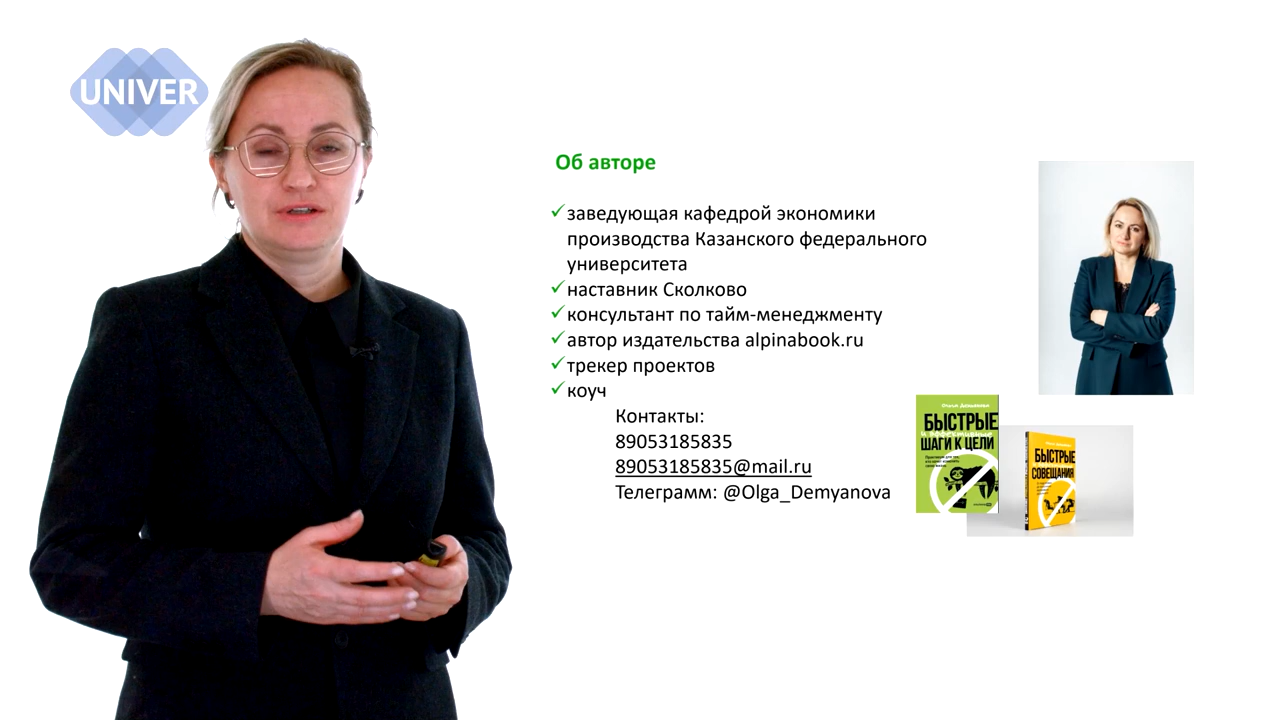 UNIVER
Об авторе
заведующая кафедрой экономики
производства Казанского федерального
университета
наставник Сколково
консультант по тайм-менеджменту
автор издательства alpinabook.ru
трекер проектов
коуч
Контакты:
89053185835
89053185835@mail.ru
Телеграмм: @Olga_Demyanova
БЫСТРЫЕ
ШАГИ К ЦЕЛИ
БЫСТРЫЕ
СОВЕЩАНИЯ